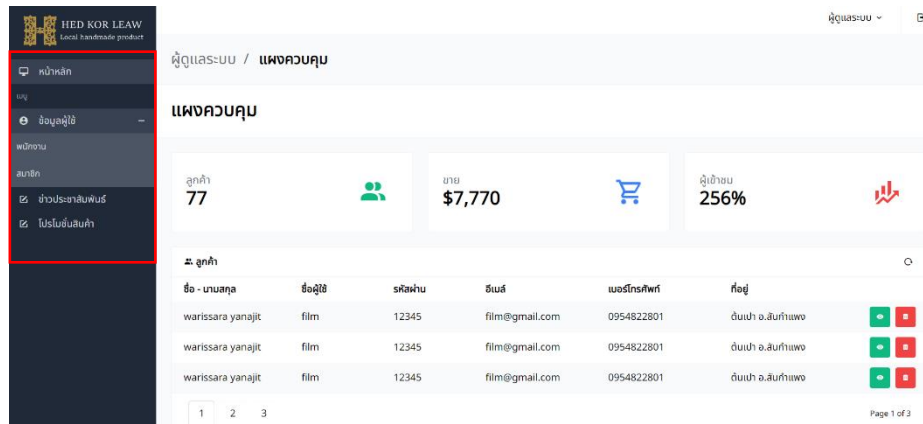 HED KOR LEAW
Local handmade product
ผู้ดูแลระบบ
ผู้ดูแลระบบ / แผงควบคุม
หน้าหลัก
เมนู
ข้อมูลผู้ใช้
พนักงาน
สมาชิก
ข่าวประชาสัมพันธ์
โปรโมชั่นสินค้า
แผงควบคุม
ลูกค้า
77
ขาย
$7,770
ผู้เข้าชม
256%
ลูกค้า
ชื่อ - นามสกุล ชื่อผู้ใช้ รหัสผ่าน อีเมล์ เบอร์โทรศัพท์ ที่อยู่
warissara yanajit film 12345 film@gmail.com 0954822801 ต้นเปา อ.สันกำแพง
warissara yanajit film 12345 film@gmail.com 0954822801 ต้นเปา อ.สันกำแพง
warissara yanajit film 12345 film@gmail.com 0954822801 ต้นเปา อ.สันกำแพง
1 2 3
Page 1 of 3